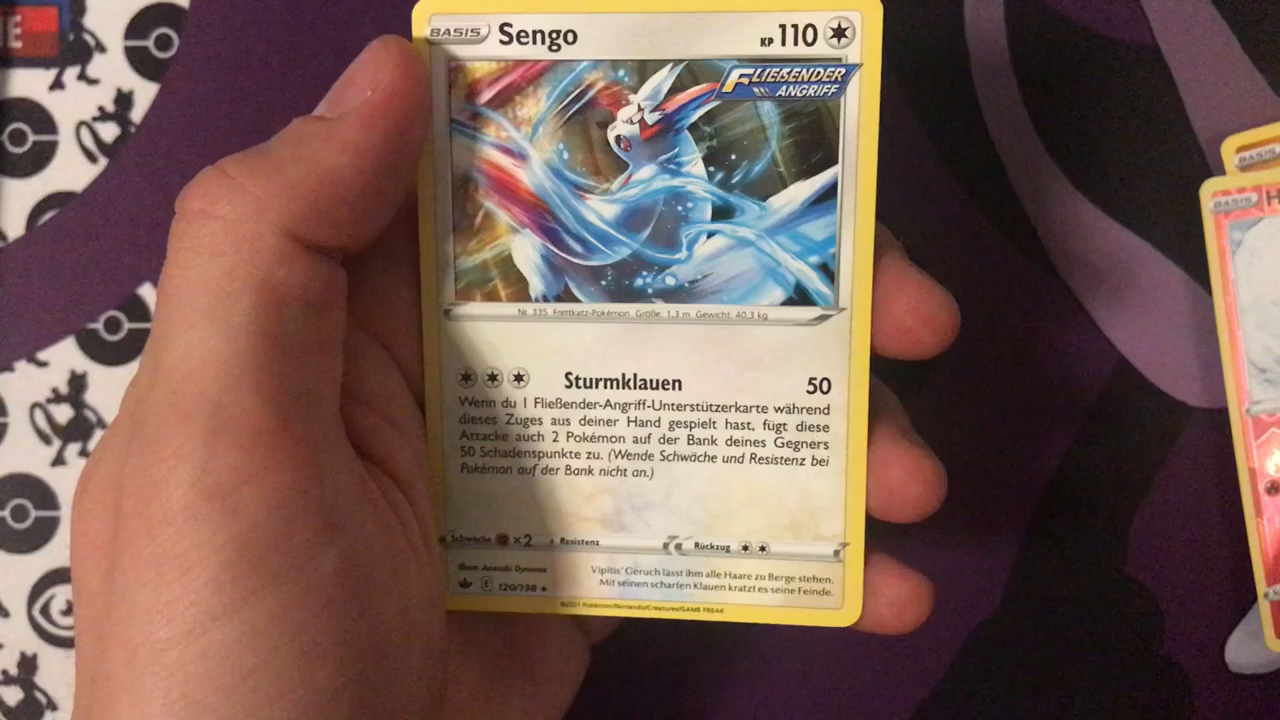 BASIS Sengo KP 110
FLIEßENDER
ANGRIFF
Nr. 335 Frettkatz-Pokémon Größe: 1,3 m Gewicht: 40,3 kg
Sturmklauen 50
Wenn du 1 Fließender-Angriff-Unterstützerkarte während
dieses Zuges aus deiner Hand gespielt hast, fügt diese
Attacke auch 2 Pokémon auf der Bank deines Gegners
50 Schadenspunkte zu. (Wende Schwäche und Resistenz bei
Pokémon auf der Bank nicht an.)
Schwäche ×2 Resistenz Rückzug
Illus. Anesaki Dynamic
E 120/198
Vipitis' Geruch lässt ihm alle Haare zu Berge stehen.
Mit seinen scharfen Klauen kratzt es seine Feinde.
©2021 Pokémon/Nintendo/Creatures/GAME FREAK
BASIS
BASIS H